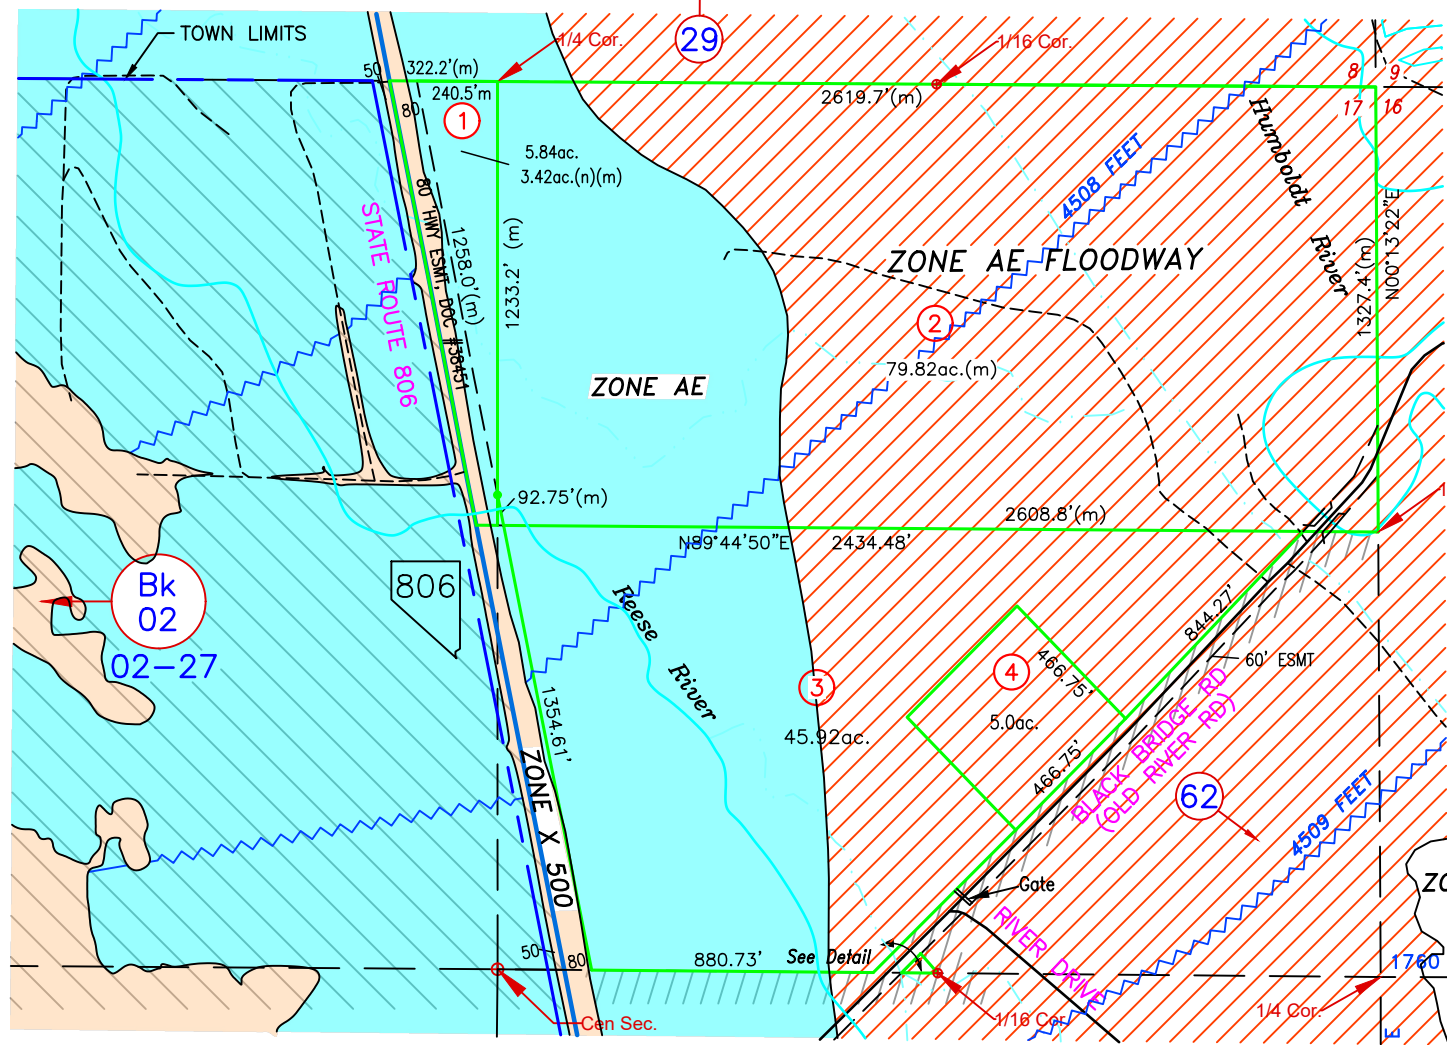 TOWN LIMITS
50
322.2'(m)
240.5'm
80
1/4 Cor.
29
1/16 Cor.
2619.7'(m)
8
9
17
16
1
5.84ac.
3.42ac.(n)(m)
80 'HWY ESMT, DOC #38451
1258.0'(m)
1233.2' (m)
STATE ROUTE 806
4508 FEET
Humboldt
River
1327.4'(m)
N00°13'22"E
ZONE AE FLOODWAY
2
79.82ac.(m)
ZONE AE
92.75'(m)
2608.8'(m)
N89°44'50"E
2434.48'
1
Bk
02
02-27
806
Reese
River
844.27'
60' ESMT
466.75'
4
5.0ac.
3
45.92ac.
466.75'
BLACK BRIDGE RD
(OLD RIVER RD)
62
4509 FEET
1354.61'
ZONE X 500
Gate
RIVER DRIVE
ZO
50
80
880.73'
See Detail
1760
Cen Sec.
1/16 Cor.
1/4 Cor.
E